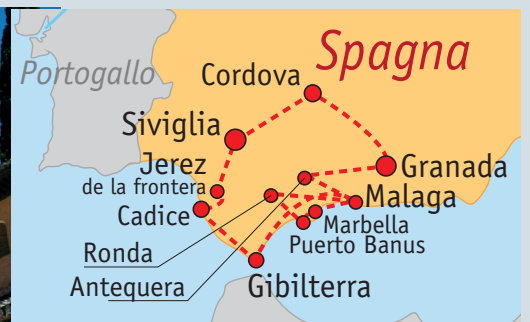 Spagna
Portogallo
Cordova
Siviglia
Jerez
de la frontera
Granada
Malaga
Cadice
Marbella
Puerto Banus
Ronda
Antequera
Gibilterra